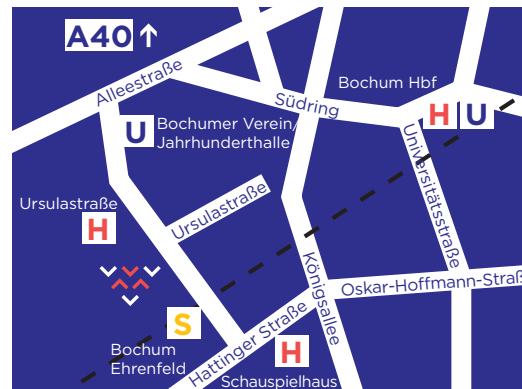 A40 ↑
Alleestraße
Südring
Bochum Hbf
H U
U
Bochumer Verein/
Jahrhunderthalle
Universitätsstraße
Ursulastraße
H
Ursulastraße
Königsallee
Oskar-Hoffmann-Straß
S
Bochum
Ehrenfeld
Hattinger Straße
H
Schauspielhaus